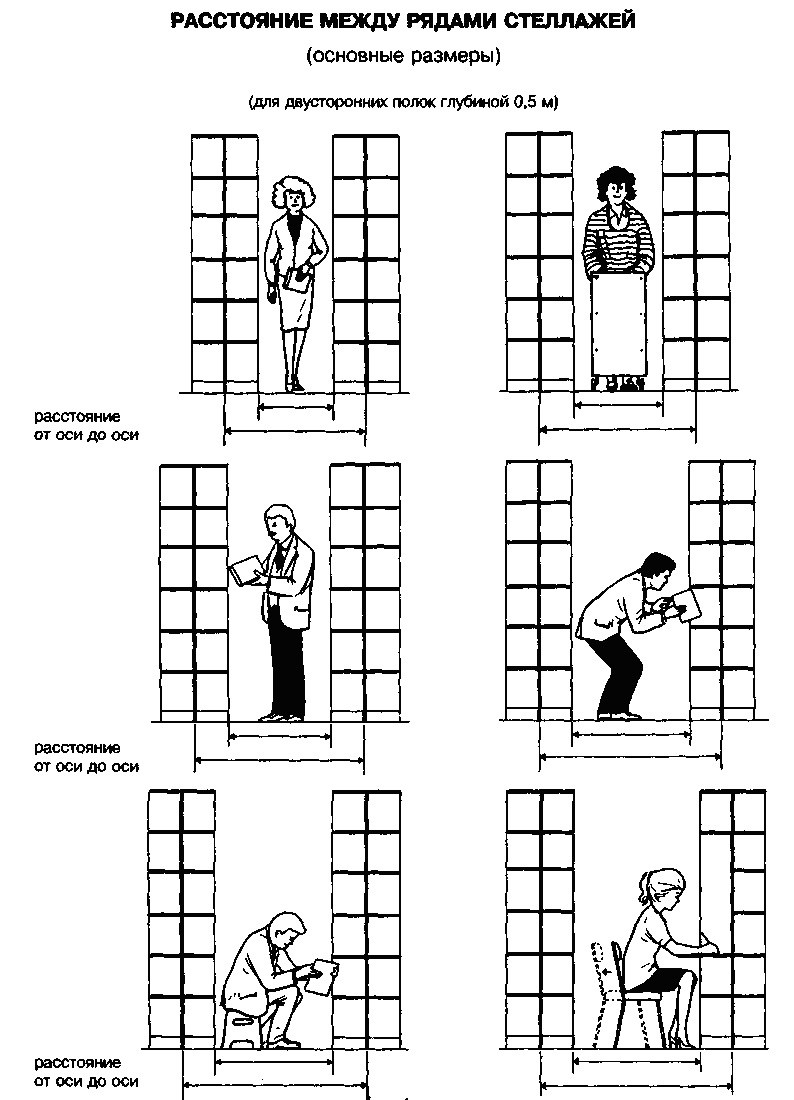 РАССТОЯНИЕ МЕЖДУ РЯДАМИ СТЕЛЛАЖЕЙ
(основные размеры)
(для двусторонних полок глубиной 0,5 м)
расстояние
от оси до оси
расстояние
от оси до оси
расстояние
от оси до оси